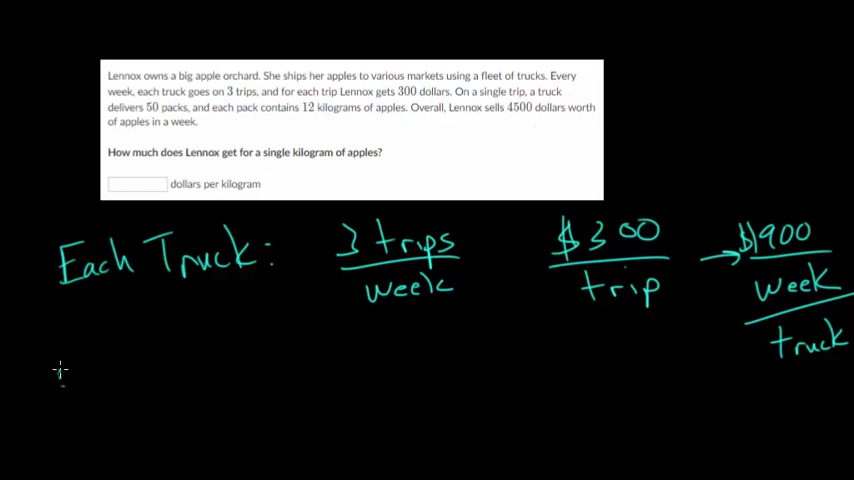 Lennox owns a big apple orchard. She ships her apples to various markets using a fleet of trucks. Every
week, each truck goes on 3 trips, and for each trip Lennox gets 300 dollars. On a single trip, a truck
delivers 50 packs, and each pack contains 12 kilograms of apples. Overall, Lennox sells 4500 dollars worth
of apples in a week.
How much does Lennox get for a single kilogram of apples?
dollars per kilogram
Each Truck: 3 trips $300 → $900
week trip week
truck